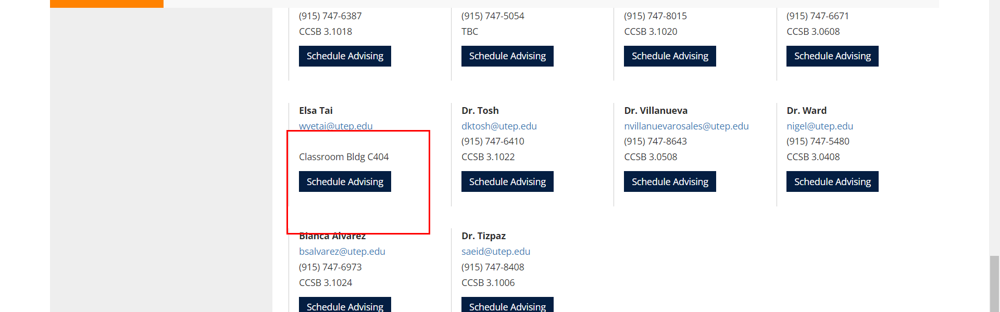 (915) 747-6387
CCSB 3.1018
Schedule Advising
(915) 747-5054
TBC
Schedule Advising
(915) 747-8015
CCSB 3.1020
Schedule Advising
(915) 747-6671
CCSB 3.0608
Schedule Advising
Elsa Tai
wyetai@utep.edu
Classroom Bldg C404
Schedule Advising
Dr. Tosh
dktosh@utep.edu
(915) 747-6410
CCSB 3.1022
Schedule Advising
Dr. Villanueva
nvillanuevarosales@utep.edu
(915) 747-8643
CCSB 3.0508
Schedule Advising
Dr. Ward
nigel@utep.edu
(915) 747-5480
CCSB 3.0408
Schedule Advising
Bianca Alvarez
bsalvarez@utep.edu
(915) 747-6973
CCSB 3.1024
Schedule Advising
Dr. Tizpaz
saeid@utep.edu
(915) 747-8408
CCSB 3.1006
Schedule Advising